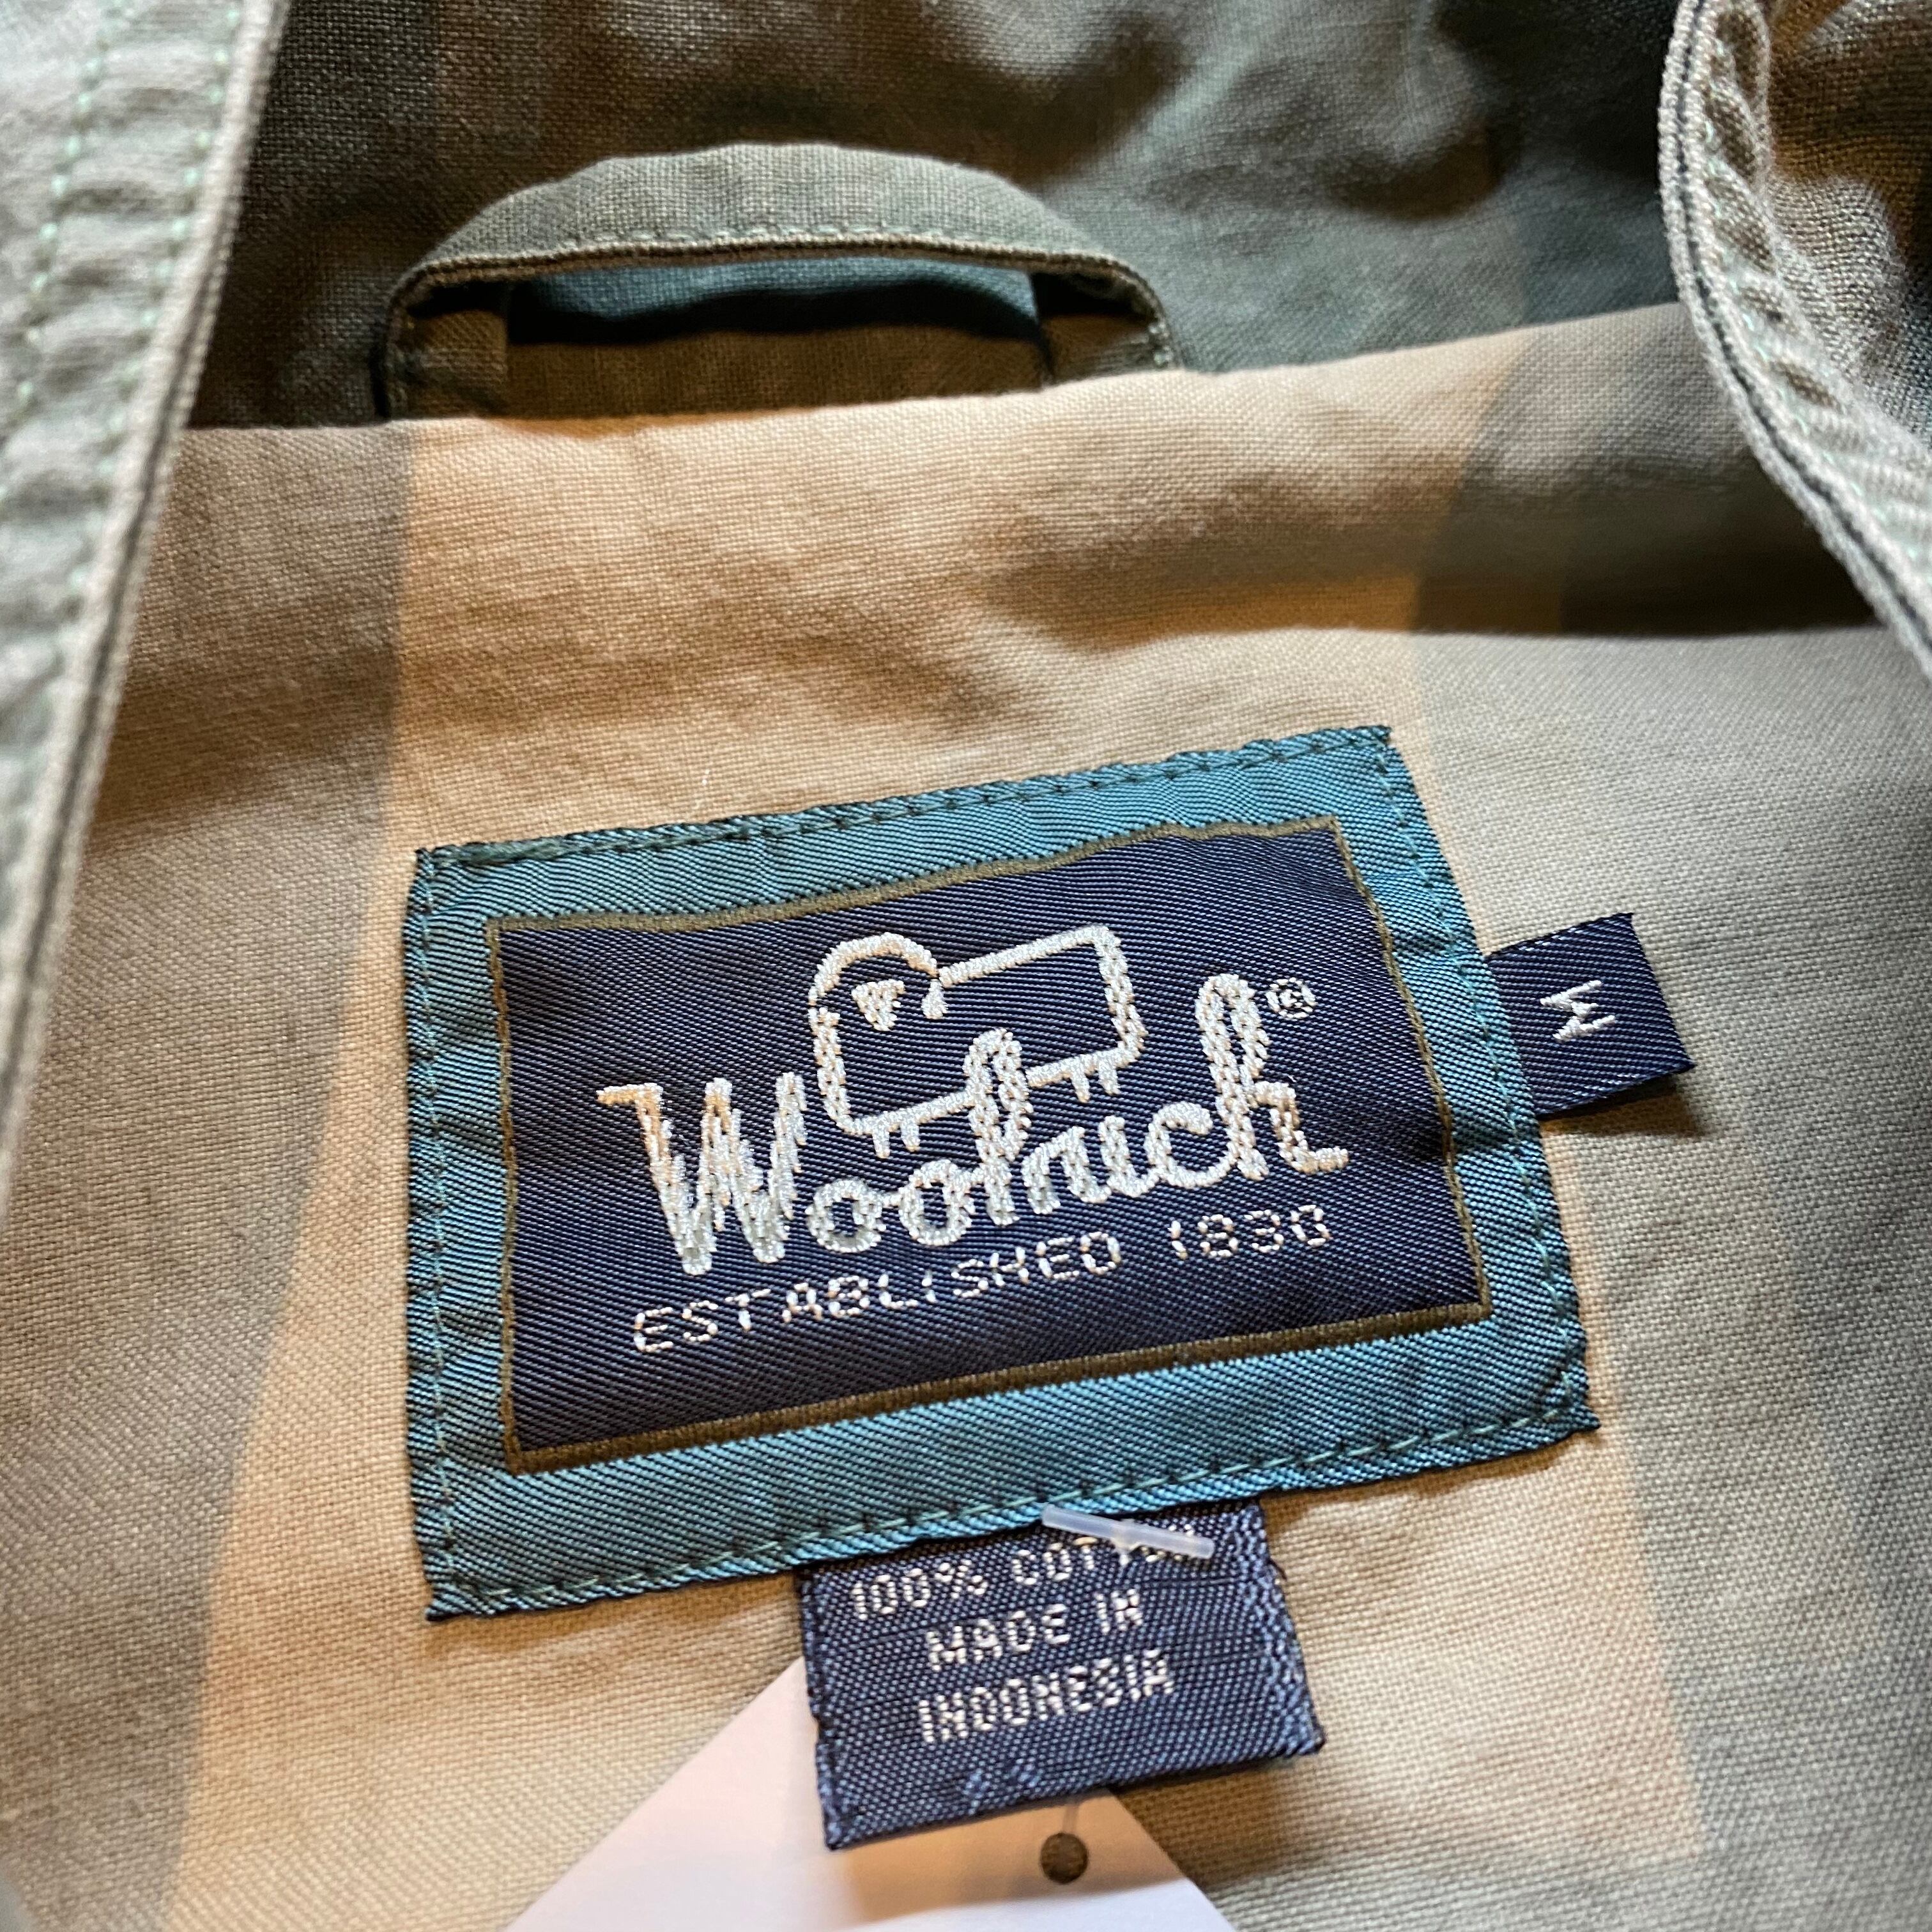 Woolrich®
ESTABLISHED 1830
M
100% COTTON
MADE IN
INDONESIA